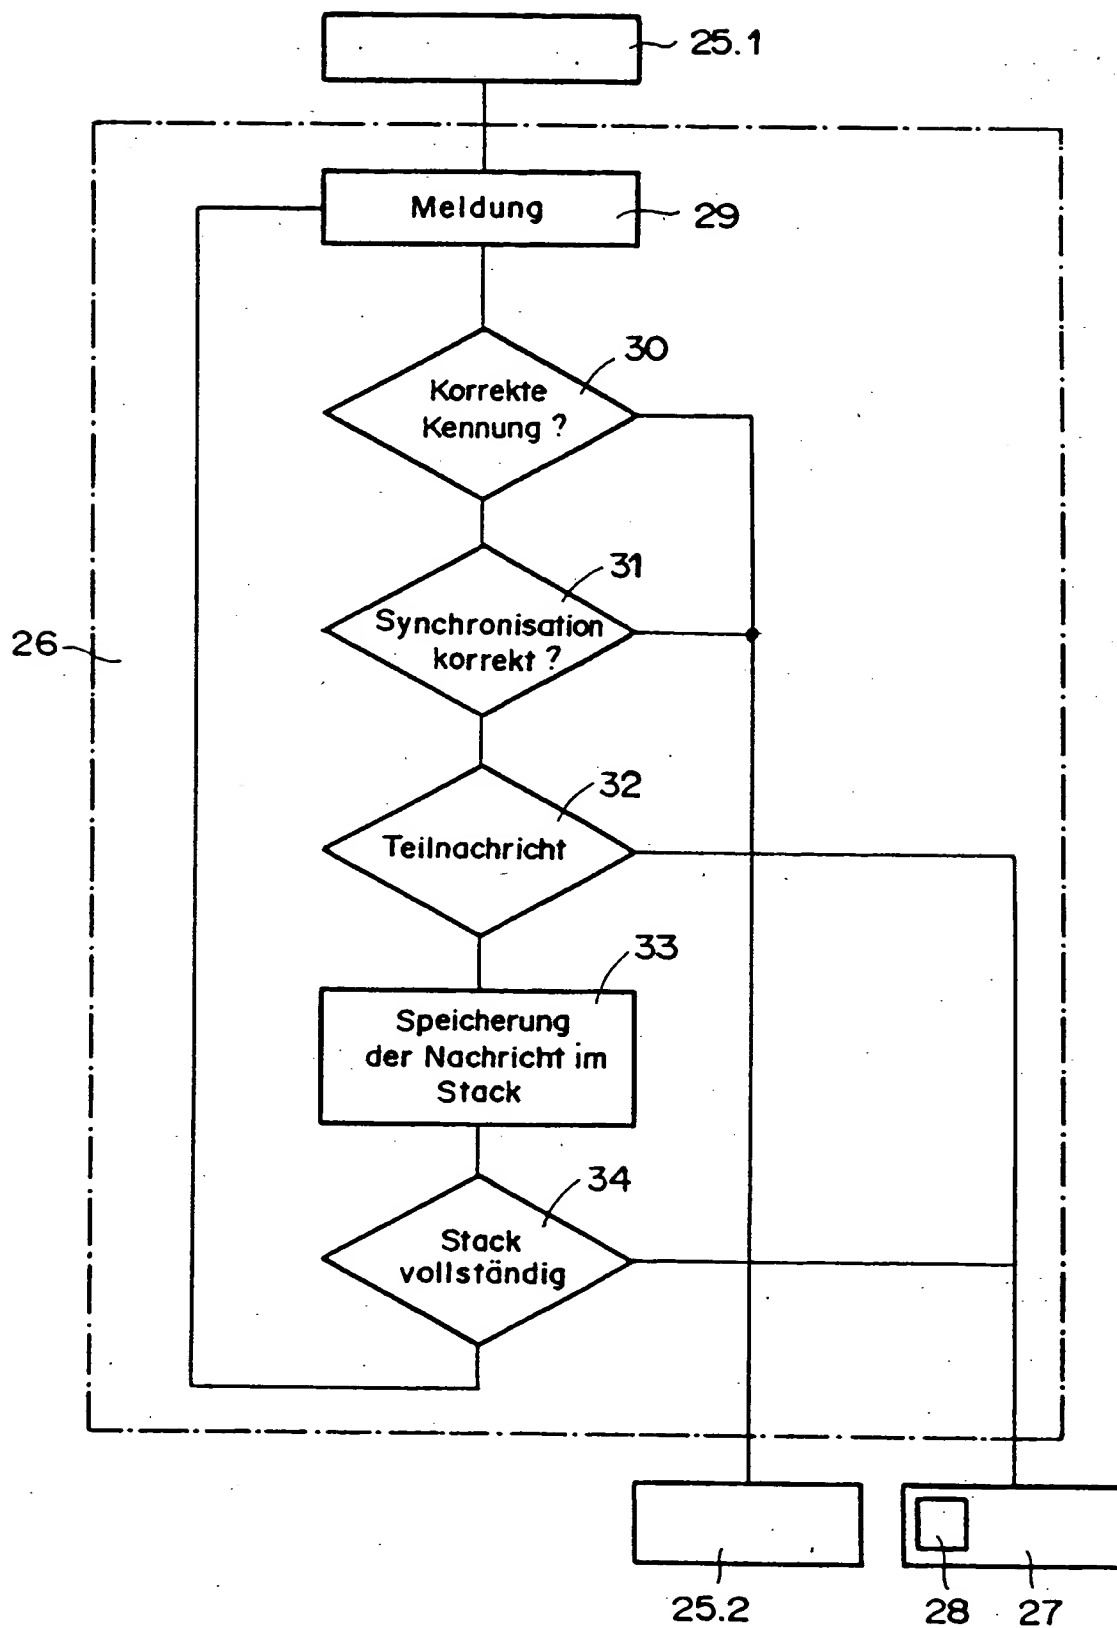 25.1
Meldung
29
30
Korrekte
Kennung ?
31
Synchronisation
korrekt ?
26
32
Teilnachricht
33
Speicherung
der Nachricht im
Stack
34
Stack
vollständig
25.2
28
27